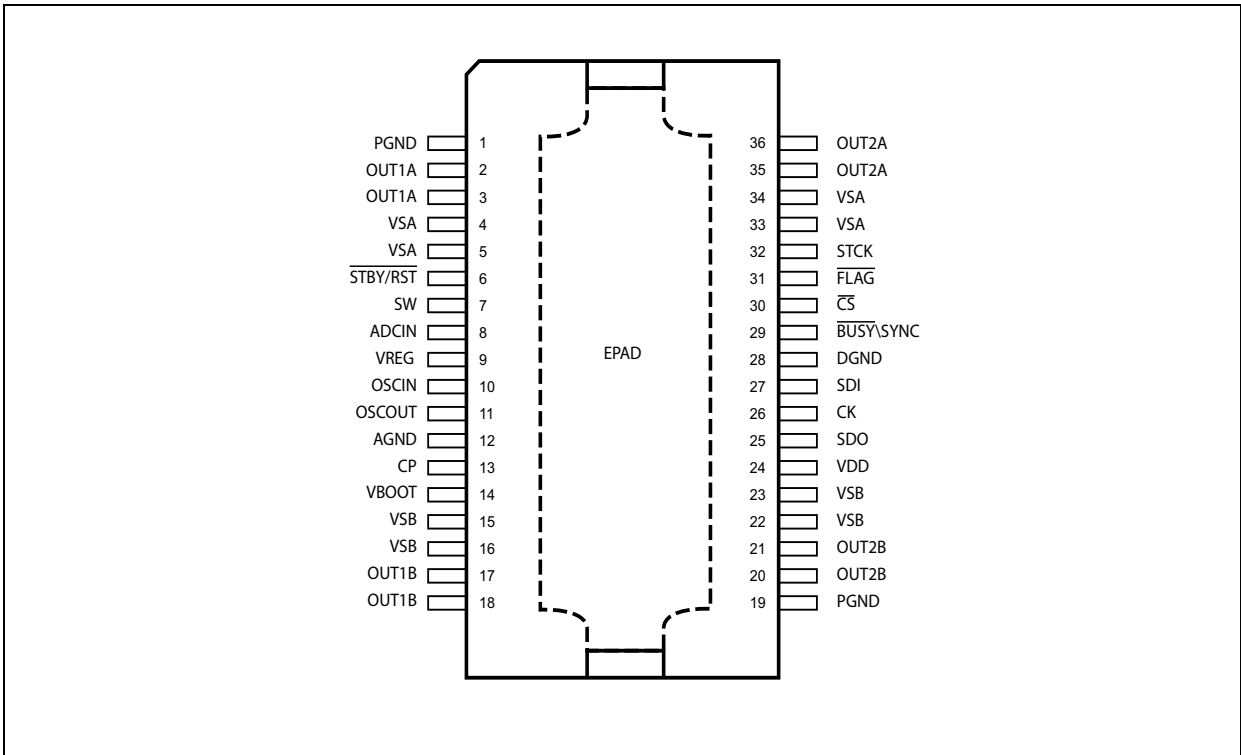 PGND 1
OUT1A 2
OUT1A 3
VSA 4
VSA 5
STBY/RST 6
SW 7
ADCIN 8
VREG 9
OSCIN 10
OSCOUT 11
AGND 12
CP 13
VBOOT 14
VSB 15
VSB 16
OUT1B 17
OUT1B 18
EPAD
36 OUT2A
35 OUT2A
34 VSA
33 VSA
32 STCK
31 FLAG
30 CS
29 BUSY\SYNC
28 DGND
27 SDI
26 CK
25 SDO
24 VDD
23 VSB
22 VSB
21 OUT2B
20 OUT2B
19 PGND